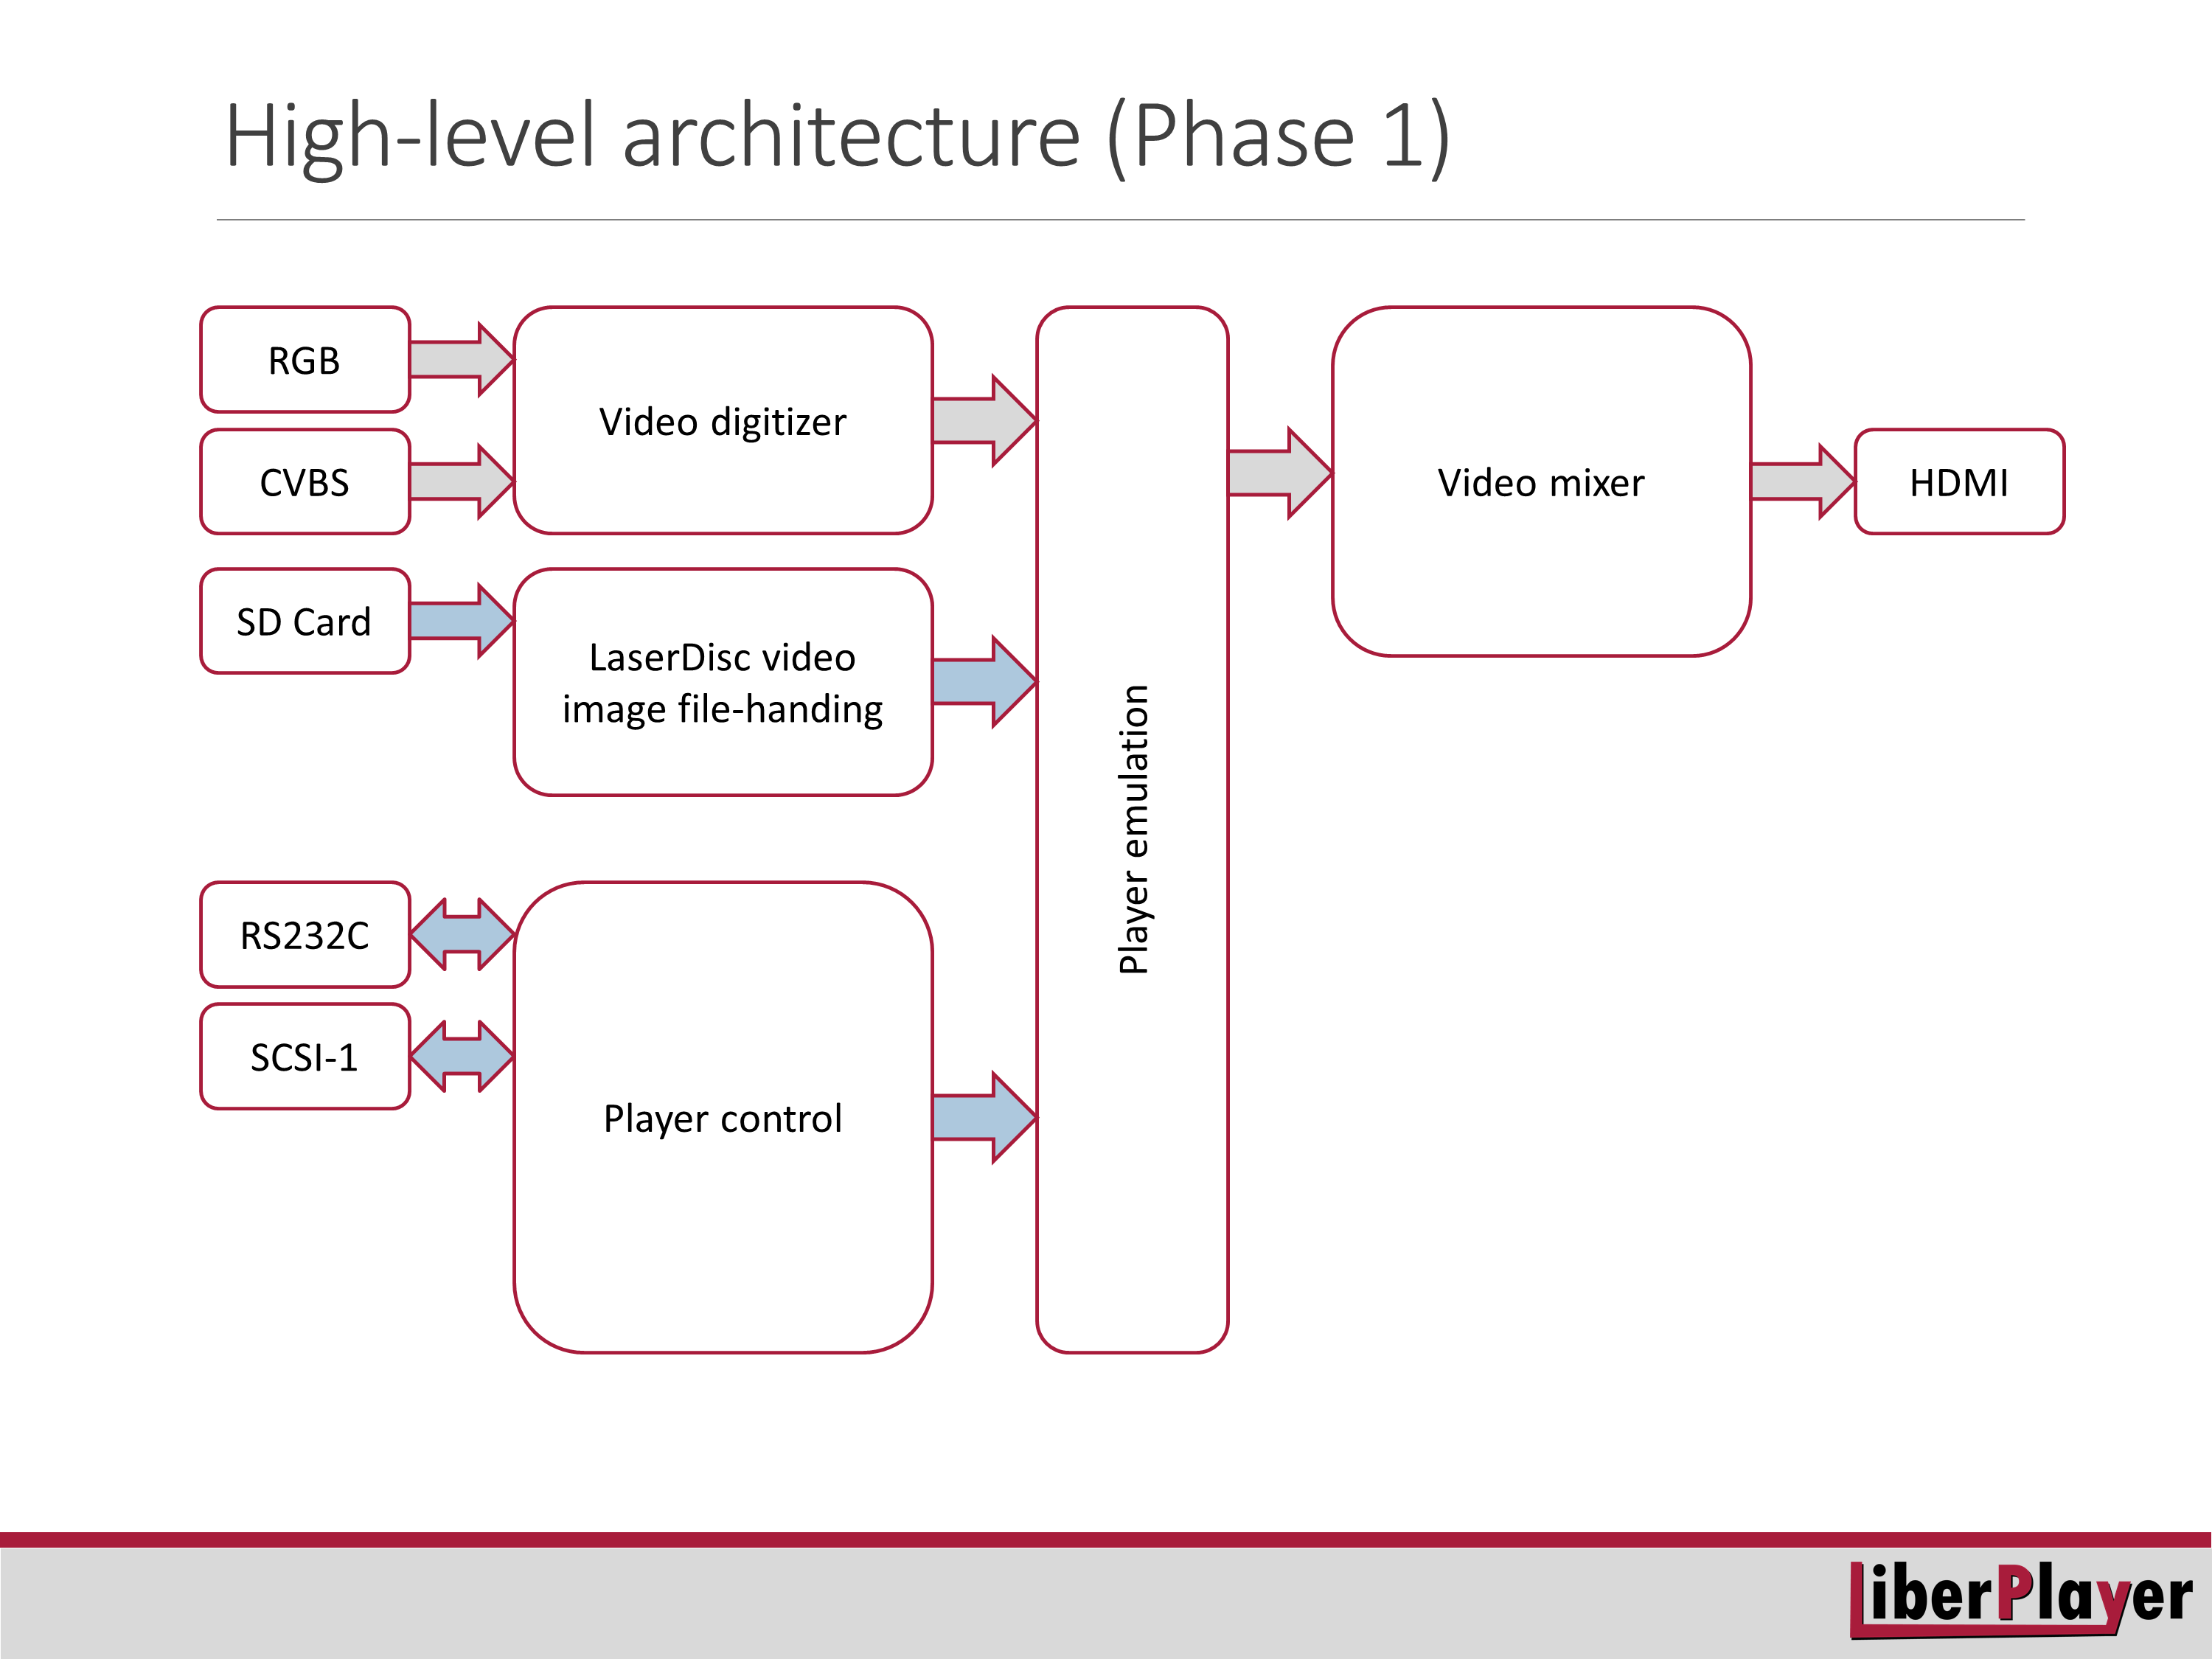 High-level architecture (Phase 1)
RGB
CVBS
Video digitizer
SD Card
LaserDisc video
image file-handing
RS232C
SCSI-1
Player control
Player emulation
Video mixer
HDMI
LiberPlayer